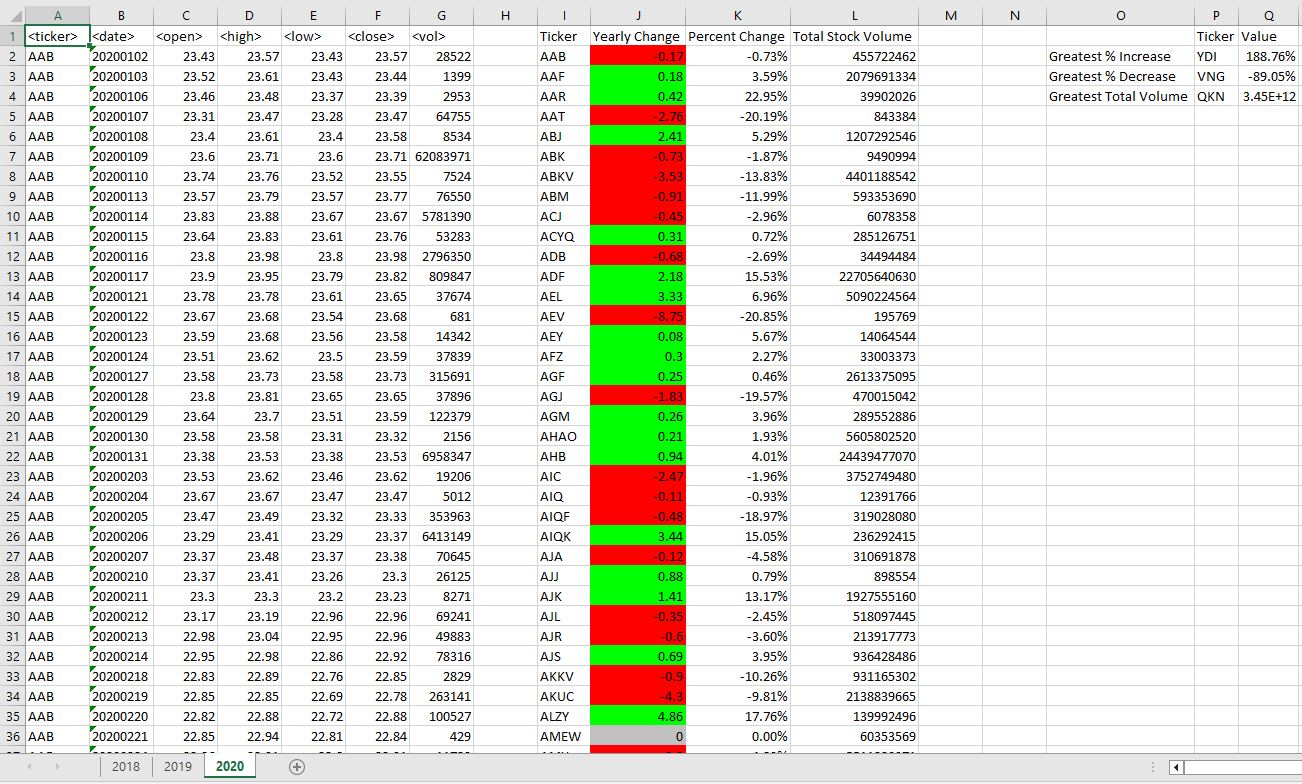 A B C D E F G H I J K L M N O P Q
1 <ticker> <date> <open> <high> <low> <close> <vol> Ticker Yearly Change Percent Change Total Stock Volume Ticker Value
2 AAB 20200102 23.43 23.57 23.43 23.57 28522 AAB -0.17 -0.73% 455722462 Greatest % Increase YDI 188.76%
3 AAB 20200103 23.52 23.61 23.43 23.44 1399 AAF 0.18 3.59% 2079691334 Greatest % Decrease VNG -89.05%
4 AAB 20200106 23.46 23.48 23.37 23.39 2953 AAR 0.42 22.95% 39902026 Greatest Total Volume QKN 3.45E+12
5 AAB 20200107 23.31 23.47 23.28 23.47 64755 AAT -2.76 -20.19% 843384
6 AAB 20200108 23.4 23.61 23.4 23.58 8534 ABJ 2.41 5.29% 1207292546
7 AAB 20200109 23.6 23.71 23.6 23.71 62083971 ABK -0.73 -1.87% 9490994
8 AAB 20200110 23.74 23.76 23.52 23.55 7524 ABKV -3.53 -13.83% 4401188542
9 AAB 20200113 23.57 23.79 23.57 23.77 76550 ABM -0.91 -11.99% 593353690
10 AAB 20200114 23.83 23.88 23.67 23.67 5781390 ACJ -0.45 -2.96% 6078358
11 AAB 20200115 23.64 23.83 23.61 23.76 53283 ACYQ 0.31 0.72% 285126751
12 AAB 20200116 23.8 23.98 23.8 23.98 2796350 ADB -0.68 -2.69% 34494484
13 AAB 20200117 23.9 23.95 23.79 23.82 809847 ADF 2.18 15.53% 22705640630
14 AAB 20200121 23.78 23.78 23.61 23.65 37674 AEL 3.33 6.96% 5090224564
15 AAB 20200122 23.67 23.68 23.54 23.68 681 AEV -8.75 -20.85% 195769
16 AAB 20200123 23.59 23.68 23.56 23.58 14342 AEY 0.08 5.67% 14064544
17 AAB 20200124 23.51 23.62 23.5 23.59 37839 AFZ 0.3 2.27% 33003373
18 AAB 20200127 23.58 23.73 23.58 23.73 315691 AGF 0.25 0.46% 2613375095
19 AAB 20200128 23.8 23.81 23.65 23.65 37896 AGJ -1.83 -19.57% 470015042
20 AAB 20200129 23.64 23.7 23.51 23.59 122379 AGM 0.26 3.96% 289552886
21 AAB 20200130 23.58 23.58 23.31 23.32 2156 AHAO 0.21 1.93% 5605802520
22 AAB 20200131 23.38 23.53 23.38 23.53 6958347 AHB 0.94 4.01% 24439477070
23 AAB 20200203 23.53 23.62 23.46 23.62 19206 AIC -2.47 -1.96% 3752749480
24 AAB 20200204 23.67 23.67 23.47 23.47 5012 AIQ -0.11 -0.93% 12391766
25 AAB 20200205 23.47 23.49 23.32 23.33 353963 AIQF -0.48 -18.97% 319028080
26 AAB 20200206 23.29 23.41 23.29 23.37 6413149 AIQK 3.44 15.05% 236292415
27 AAB 20200207 23.37 23.48 23.37 23.38 70645 AJA -0.12 -4.58% 310691878
28 AAB 20200210 23.37 23.41 23.26 23.3 26125 AJJ 0.88 0.79% 898554
29 AAB 20200211 23.3 23.3 23.2 23.23 8271 AJK 1.41 13.17% 1927555160
30 AAB 20200212 23.17 23.19 22.96 22.96 69241 AJL -0.35 -2.45% 518097445
31 AAB 20200213 22.98 23.04 22.95 22.96 49883 AJR -0.6 -3.60% 213917773
32 AAB 20200214 22.95 22.98 22.86 22.92 78316 AJS 0.69 3.95% 936428486
33 AAB 20200218 22.83 22.89 22.76 22.85 2829 AKKV -0.9 -10.26% 931165302
34 AAB 20200219 22.85 22.85 22.69 22.78 263141 AKUC -4.3 -9.81% 2138839665
35 AAB 20200220 22.82 22.88 22.72 22.88 100527 ALZY 4.86 17.76% 139992496
36 AAB 20200221 22.85 22.94 22.81 22.84 429 AMEW 0 0.00% 60353569
2018 2019 2020